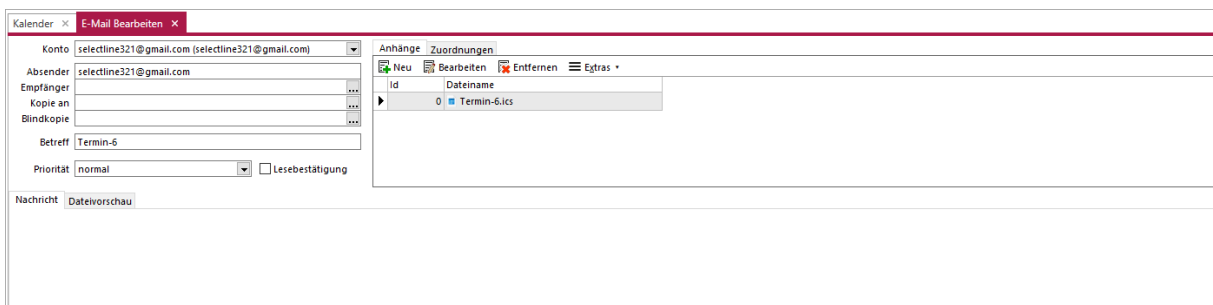 Kalender × E-Mail Bearbeiten ×
Konto selectline321@gmail.com (selectline321@gmail.com)
Absender selectline321@gmail.com
Empfänger ...
Kopie an ...
Blindkopie ...
Betreff Termin-6
Priorität normal Lesebestätigung
Anhänge Zuordnungen
Neu Bearbeiten Entfernen Extras
Id Dateiname
0 Termin-6.ics
Nachricht Dateivorschau